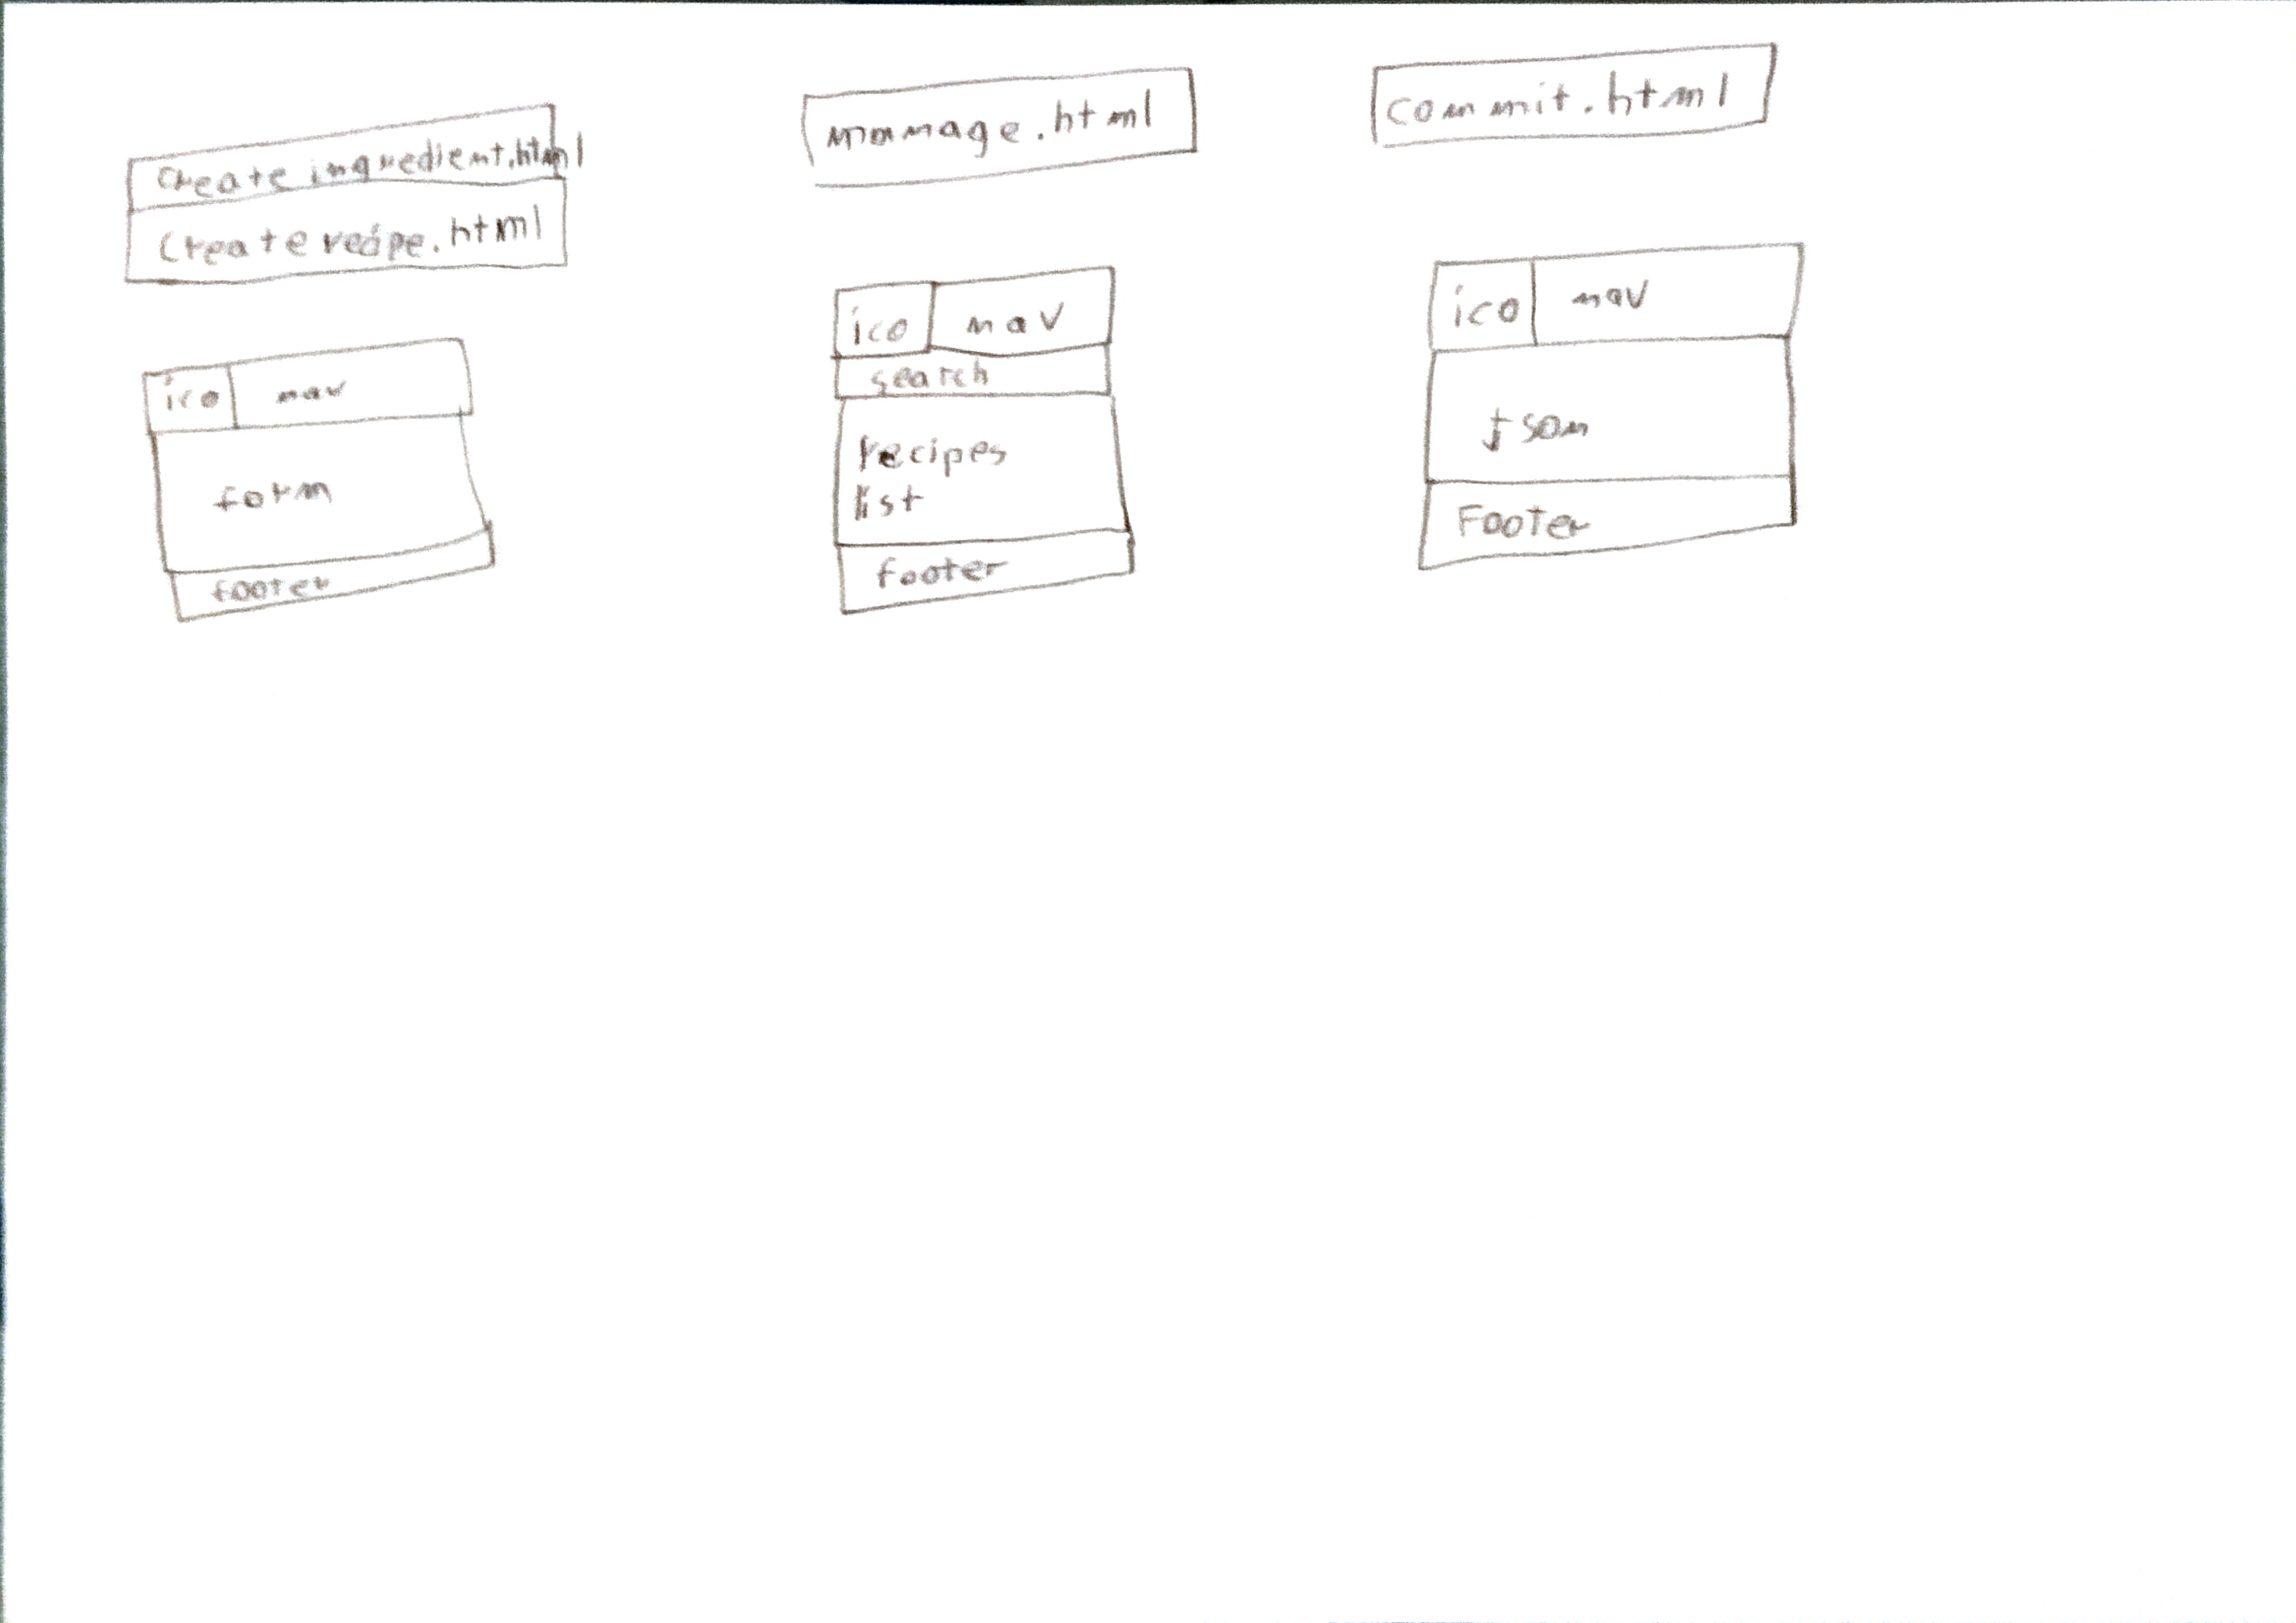 create ingredient.html
create recipe.html
ico nav
form
footer
manage.html
ico nav
search
recipes
list
footer
commit.html
ico nav
json
Footer